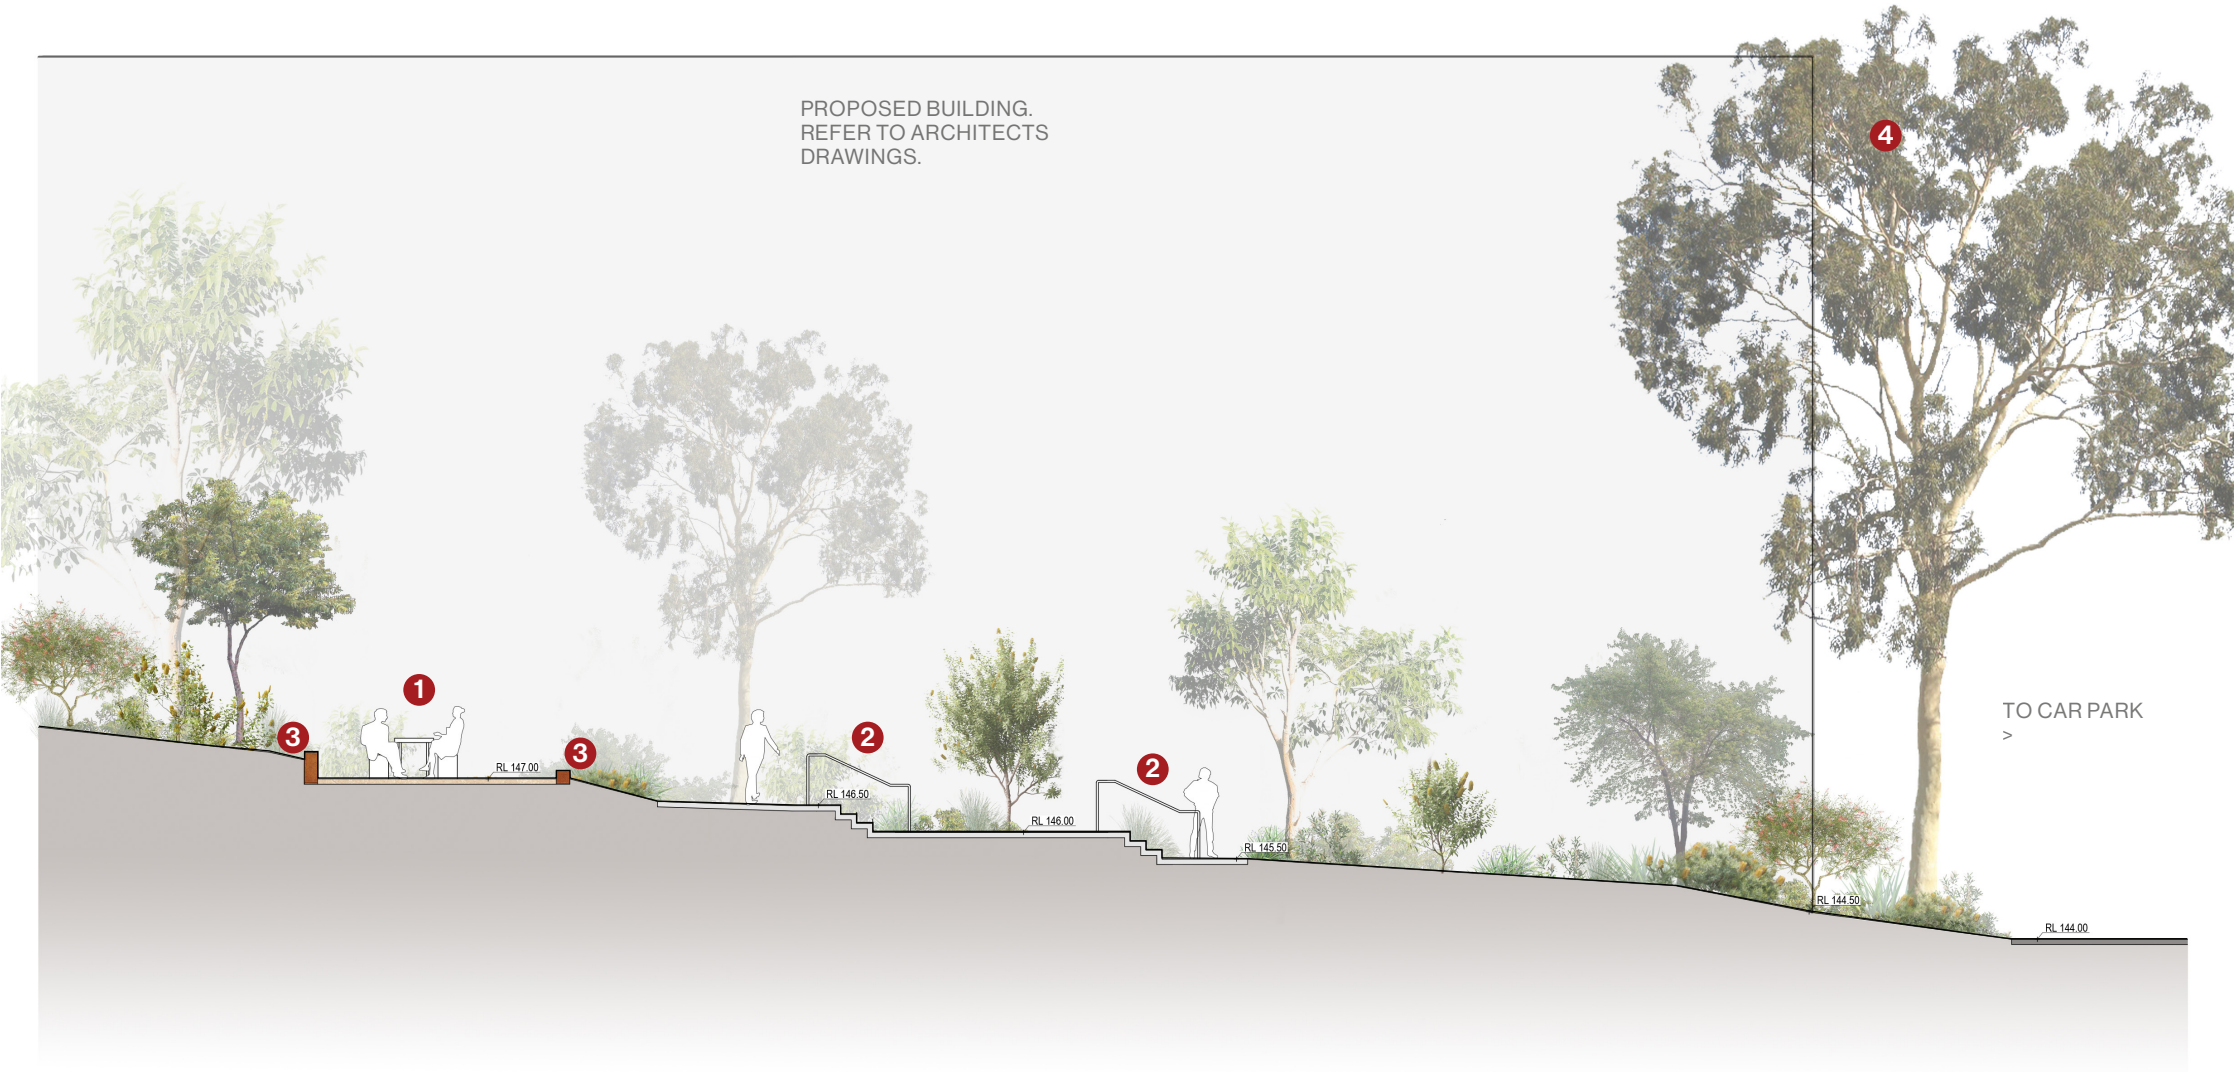 PROPOSED BUILDING.
REFER TO ARCHITECTS
DRAWINGS.
4
1
TO CAR PARK
>
3
2
3
2
RL 147.00
RL 146.50
RL 146.00
RL 145.50
RL 144.50
RL 144.00